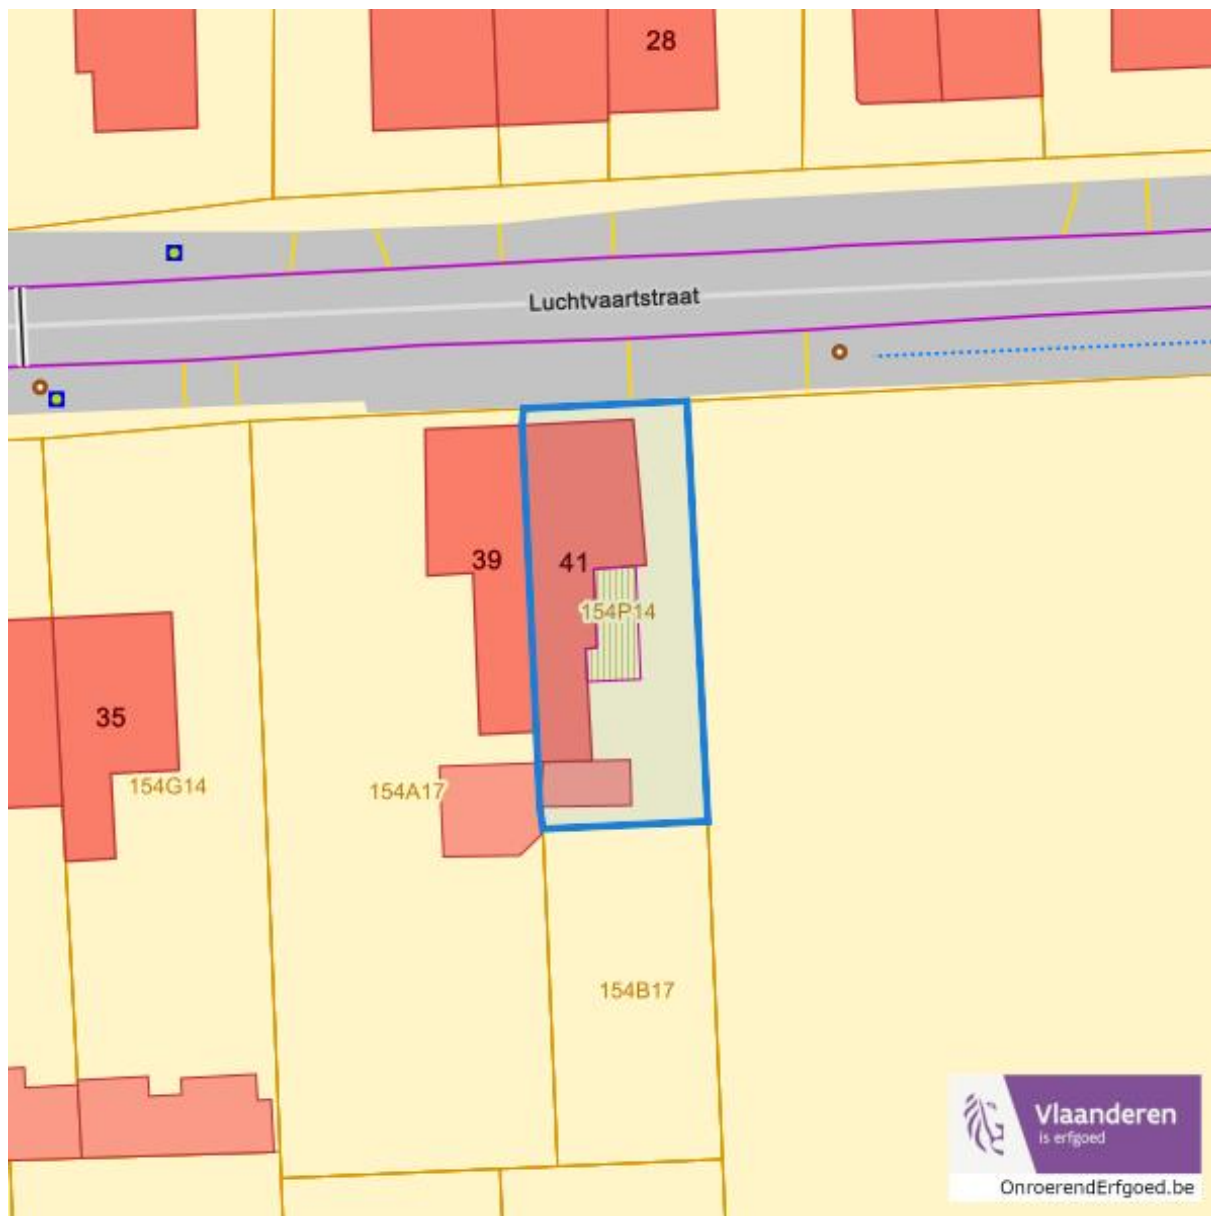 28
Luchtvaartstraat
39
41
154P14
35
154G14
154A17
154B17
Vlaanderen
is erfgoed
OnroerendErfgoed.be